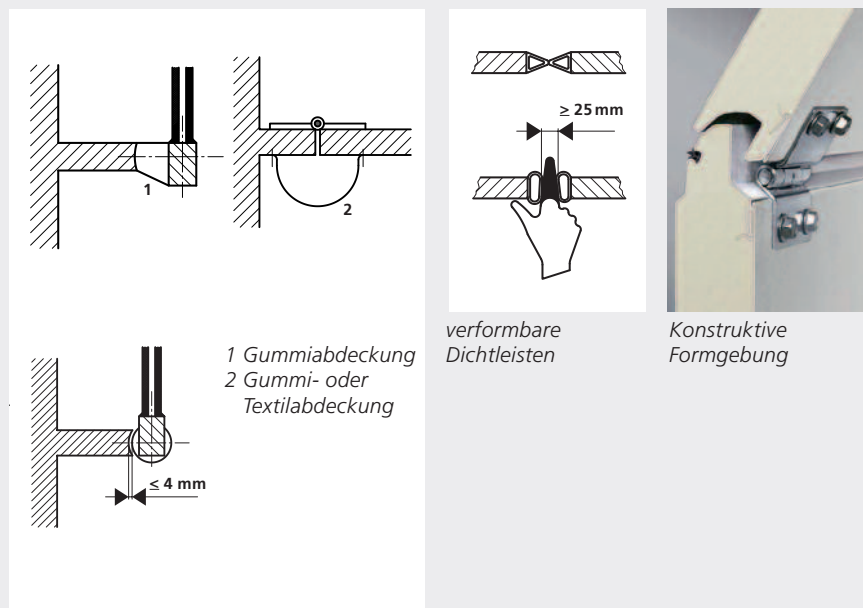 1
2
≥ 25 mm
1 Gummiabdeckung
2 Gummi- oder
Textilabdeckung
≤ 4 mm
verformbare
Dichtleisten
Konstruktive
Formgebung